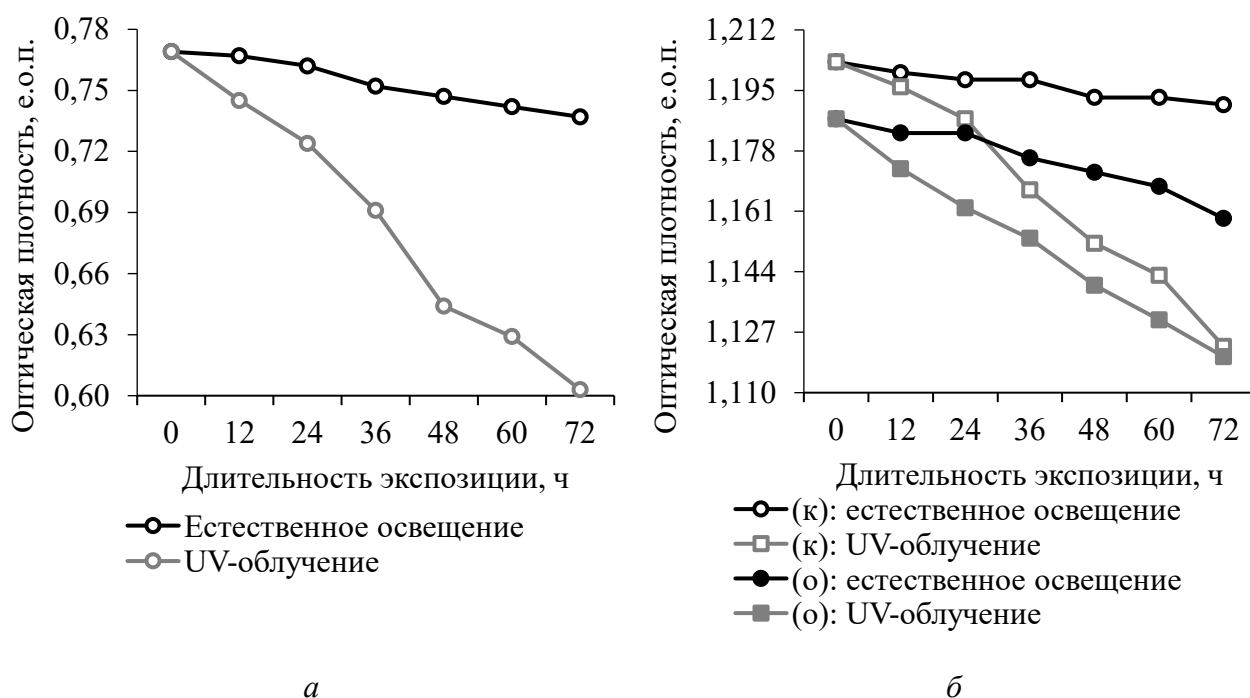 Оптическая плотность, е.о.п.
0,78
0,75
0,72
0,69
0,66
0,63
0,60
0 12 24 36 48 60 72
Длительность экспозиции, ч
Естественное освещение
UV-облучение
а
Оптическая плотность, е.о.п.
1,212
1,195
1,178
1,161
1,144
1,127
1,110
0 12 24 36 48 60 72
Длительность экспозиции, ч
(к): естественное освещение
(к): UV-облучение
(о): естественное освещение
(о): UV-облучение
б